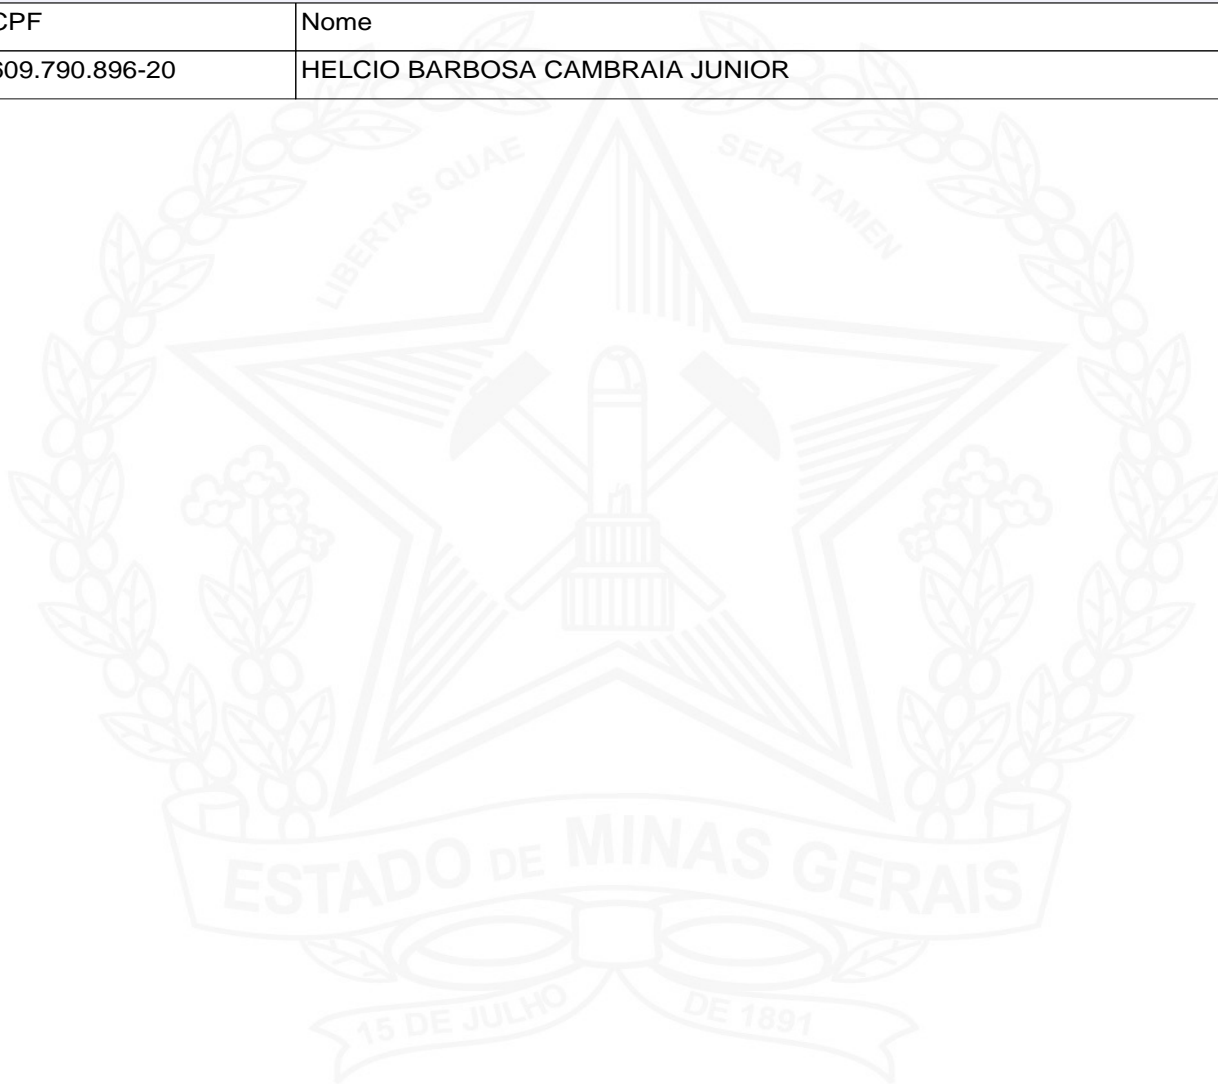 CPF Nome
609.790.896-20 HELCIO BARBOSA CAMBRAIA JUNIOR
LIBERTAS QUAE SERA TAMEN
ESTADO DE MINAS GERAIS
15 DE JULHO DE 1891